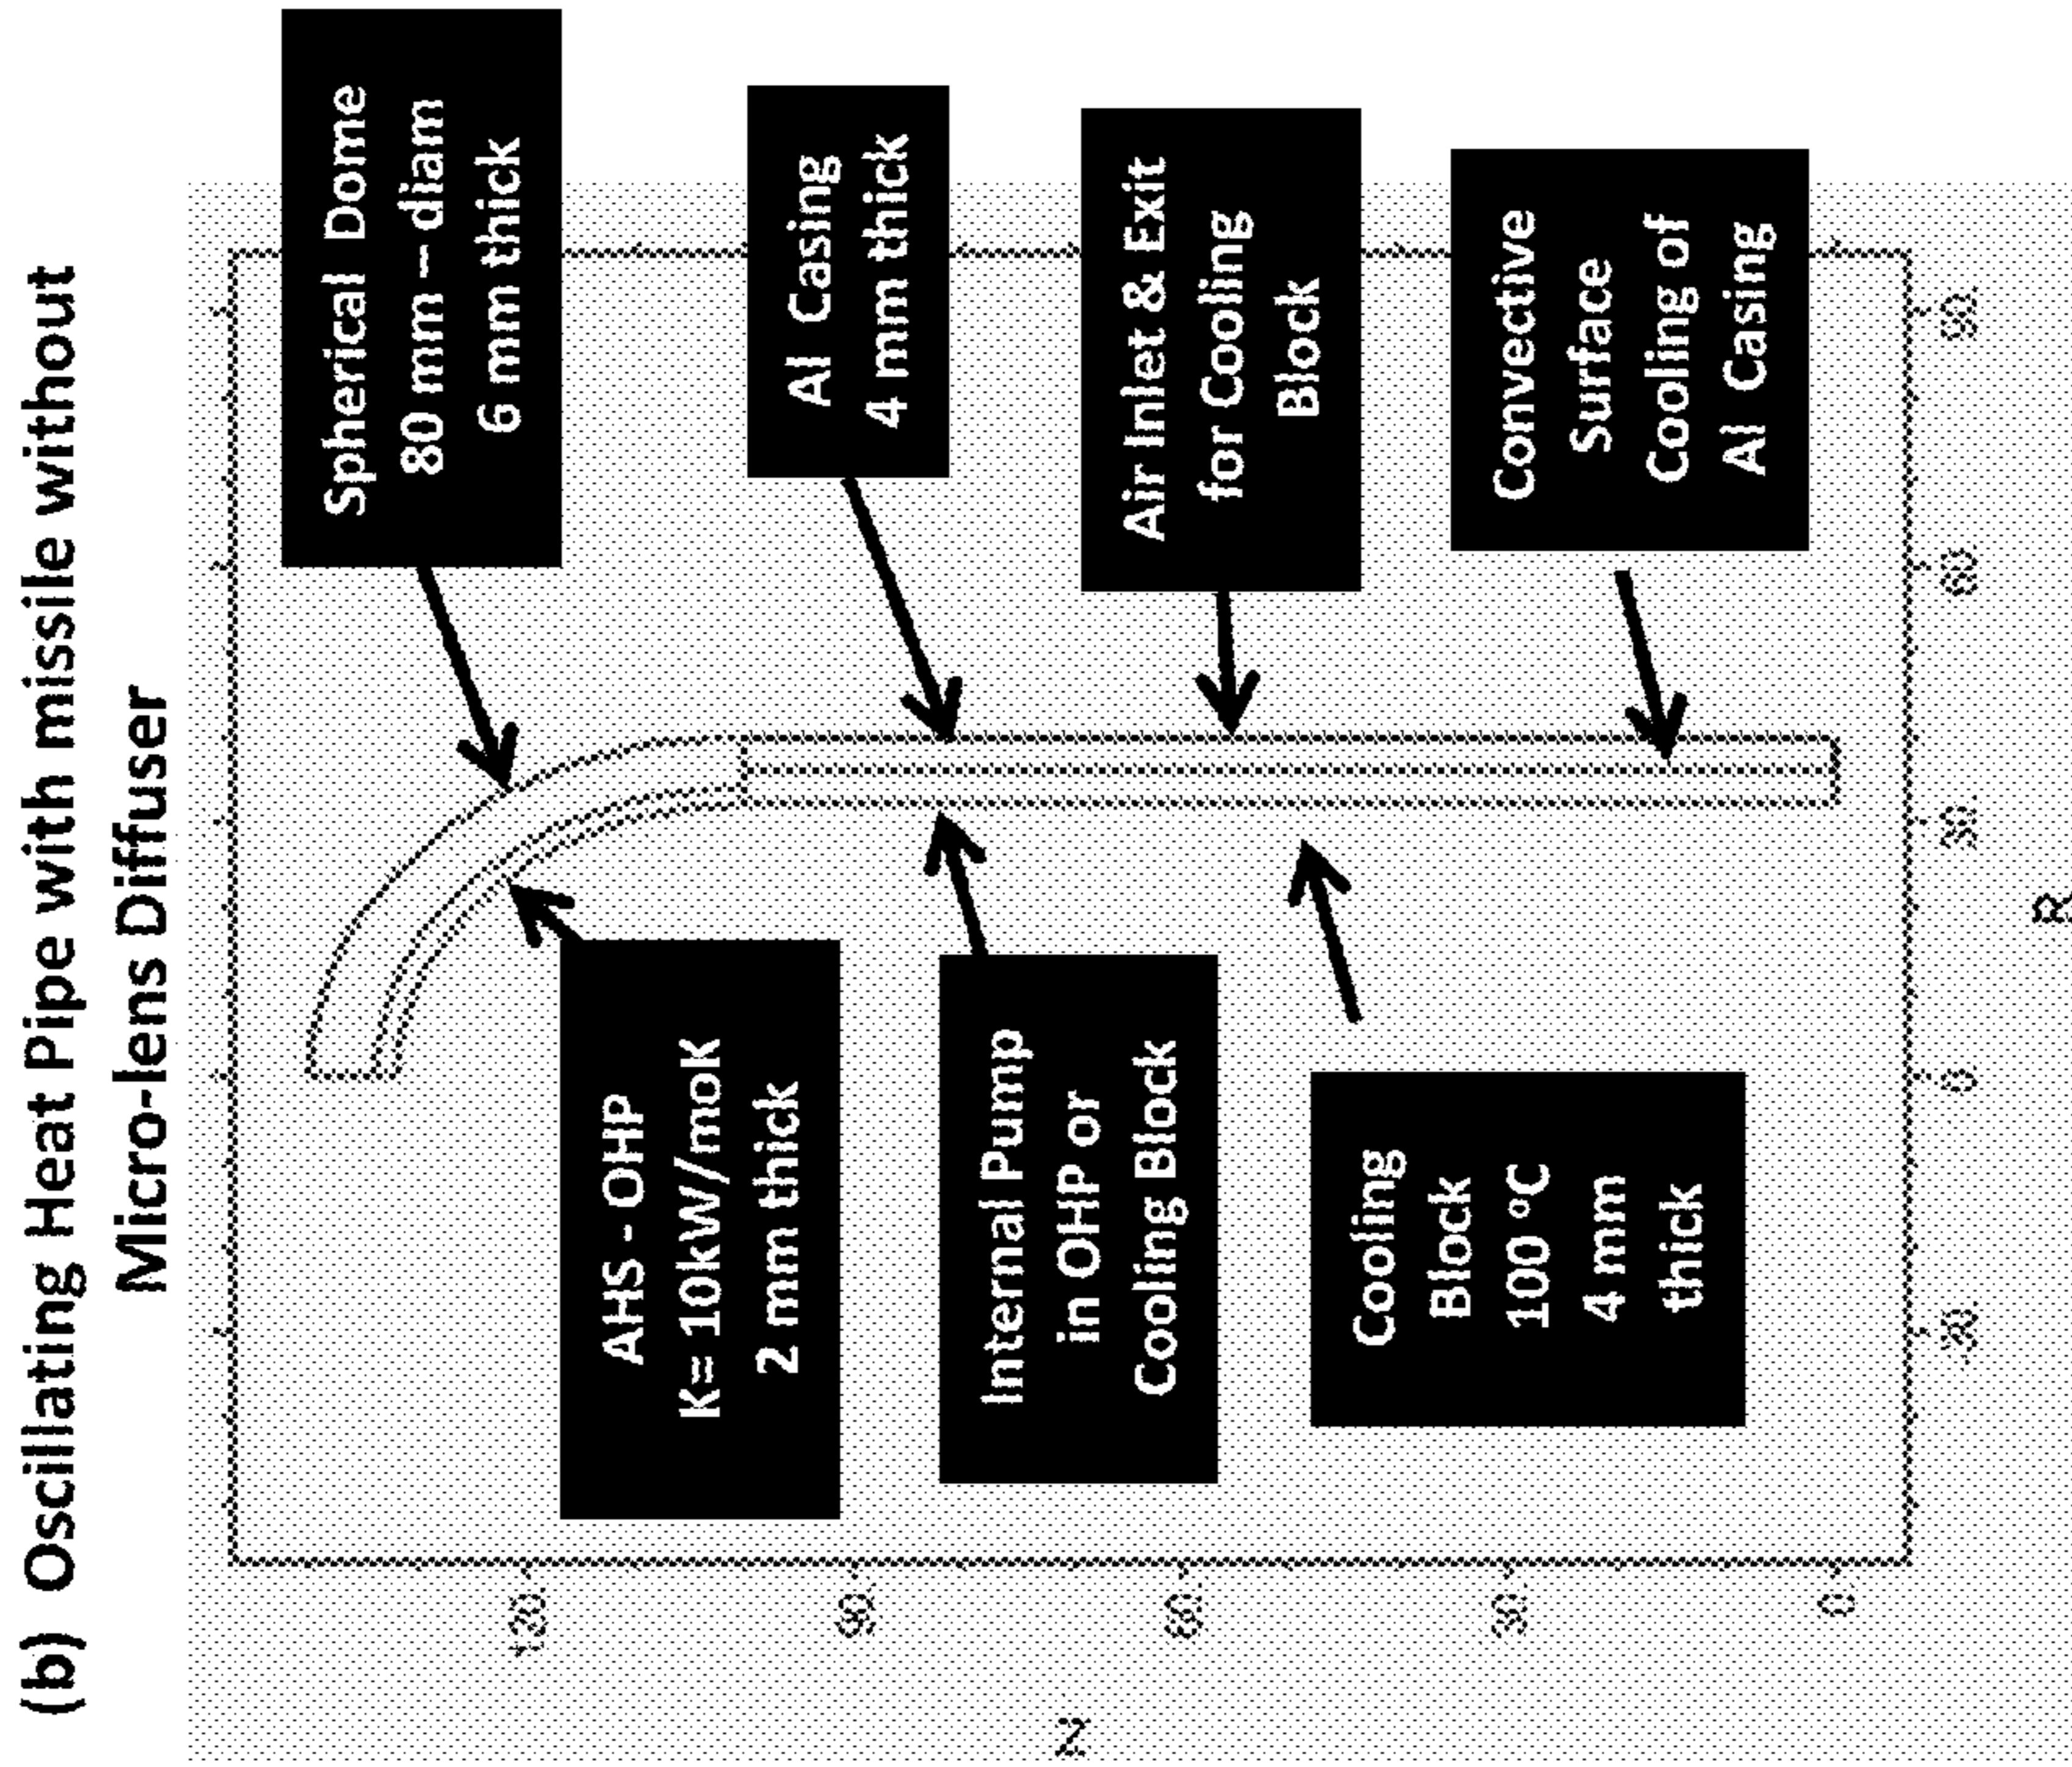 (b) Oscillating Heat Pipe with missile without
Micro-lens Diffuser
Spherical Dome
80 mm – diam
6 mm thick
AHS - OHP
K= 10kW/moK
2 mm thick
Al Casing
4 mm thick
Internal Pump
in OHP or
Cooling Block
Air Inlet & Exit
for Cooling
Block
Cooling
Block
100 °C
4 mm
thick
Convective
Surface
Cooling of
Al Casing
Z
120.
90.
60.
30.
0.
-30.
0
30.
60.
90.
R